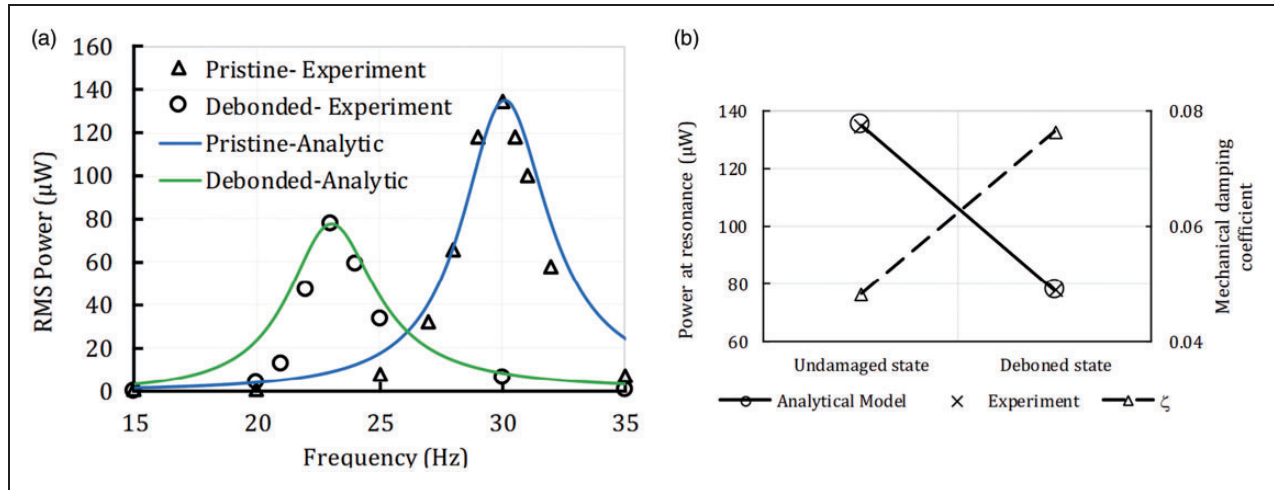 (a)
160
140
120
100
80
60
40
20
0
RMS Power (µW)
Pristine- Experiment
Debonded- Experiment
Pristine-Analytic
Debonded-Analytic
15 20 25 30 35
Frequency (Hz)
(b)
140
120
100
80
60
Power at resonance (µW)
0.08
0.06
0.04
Mechanical damping
coefficient
Undamaged state Deboned state
Analytical Model Experiment ζ